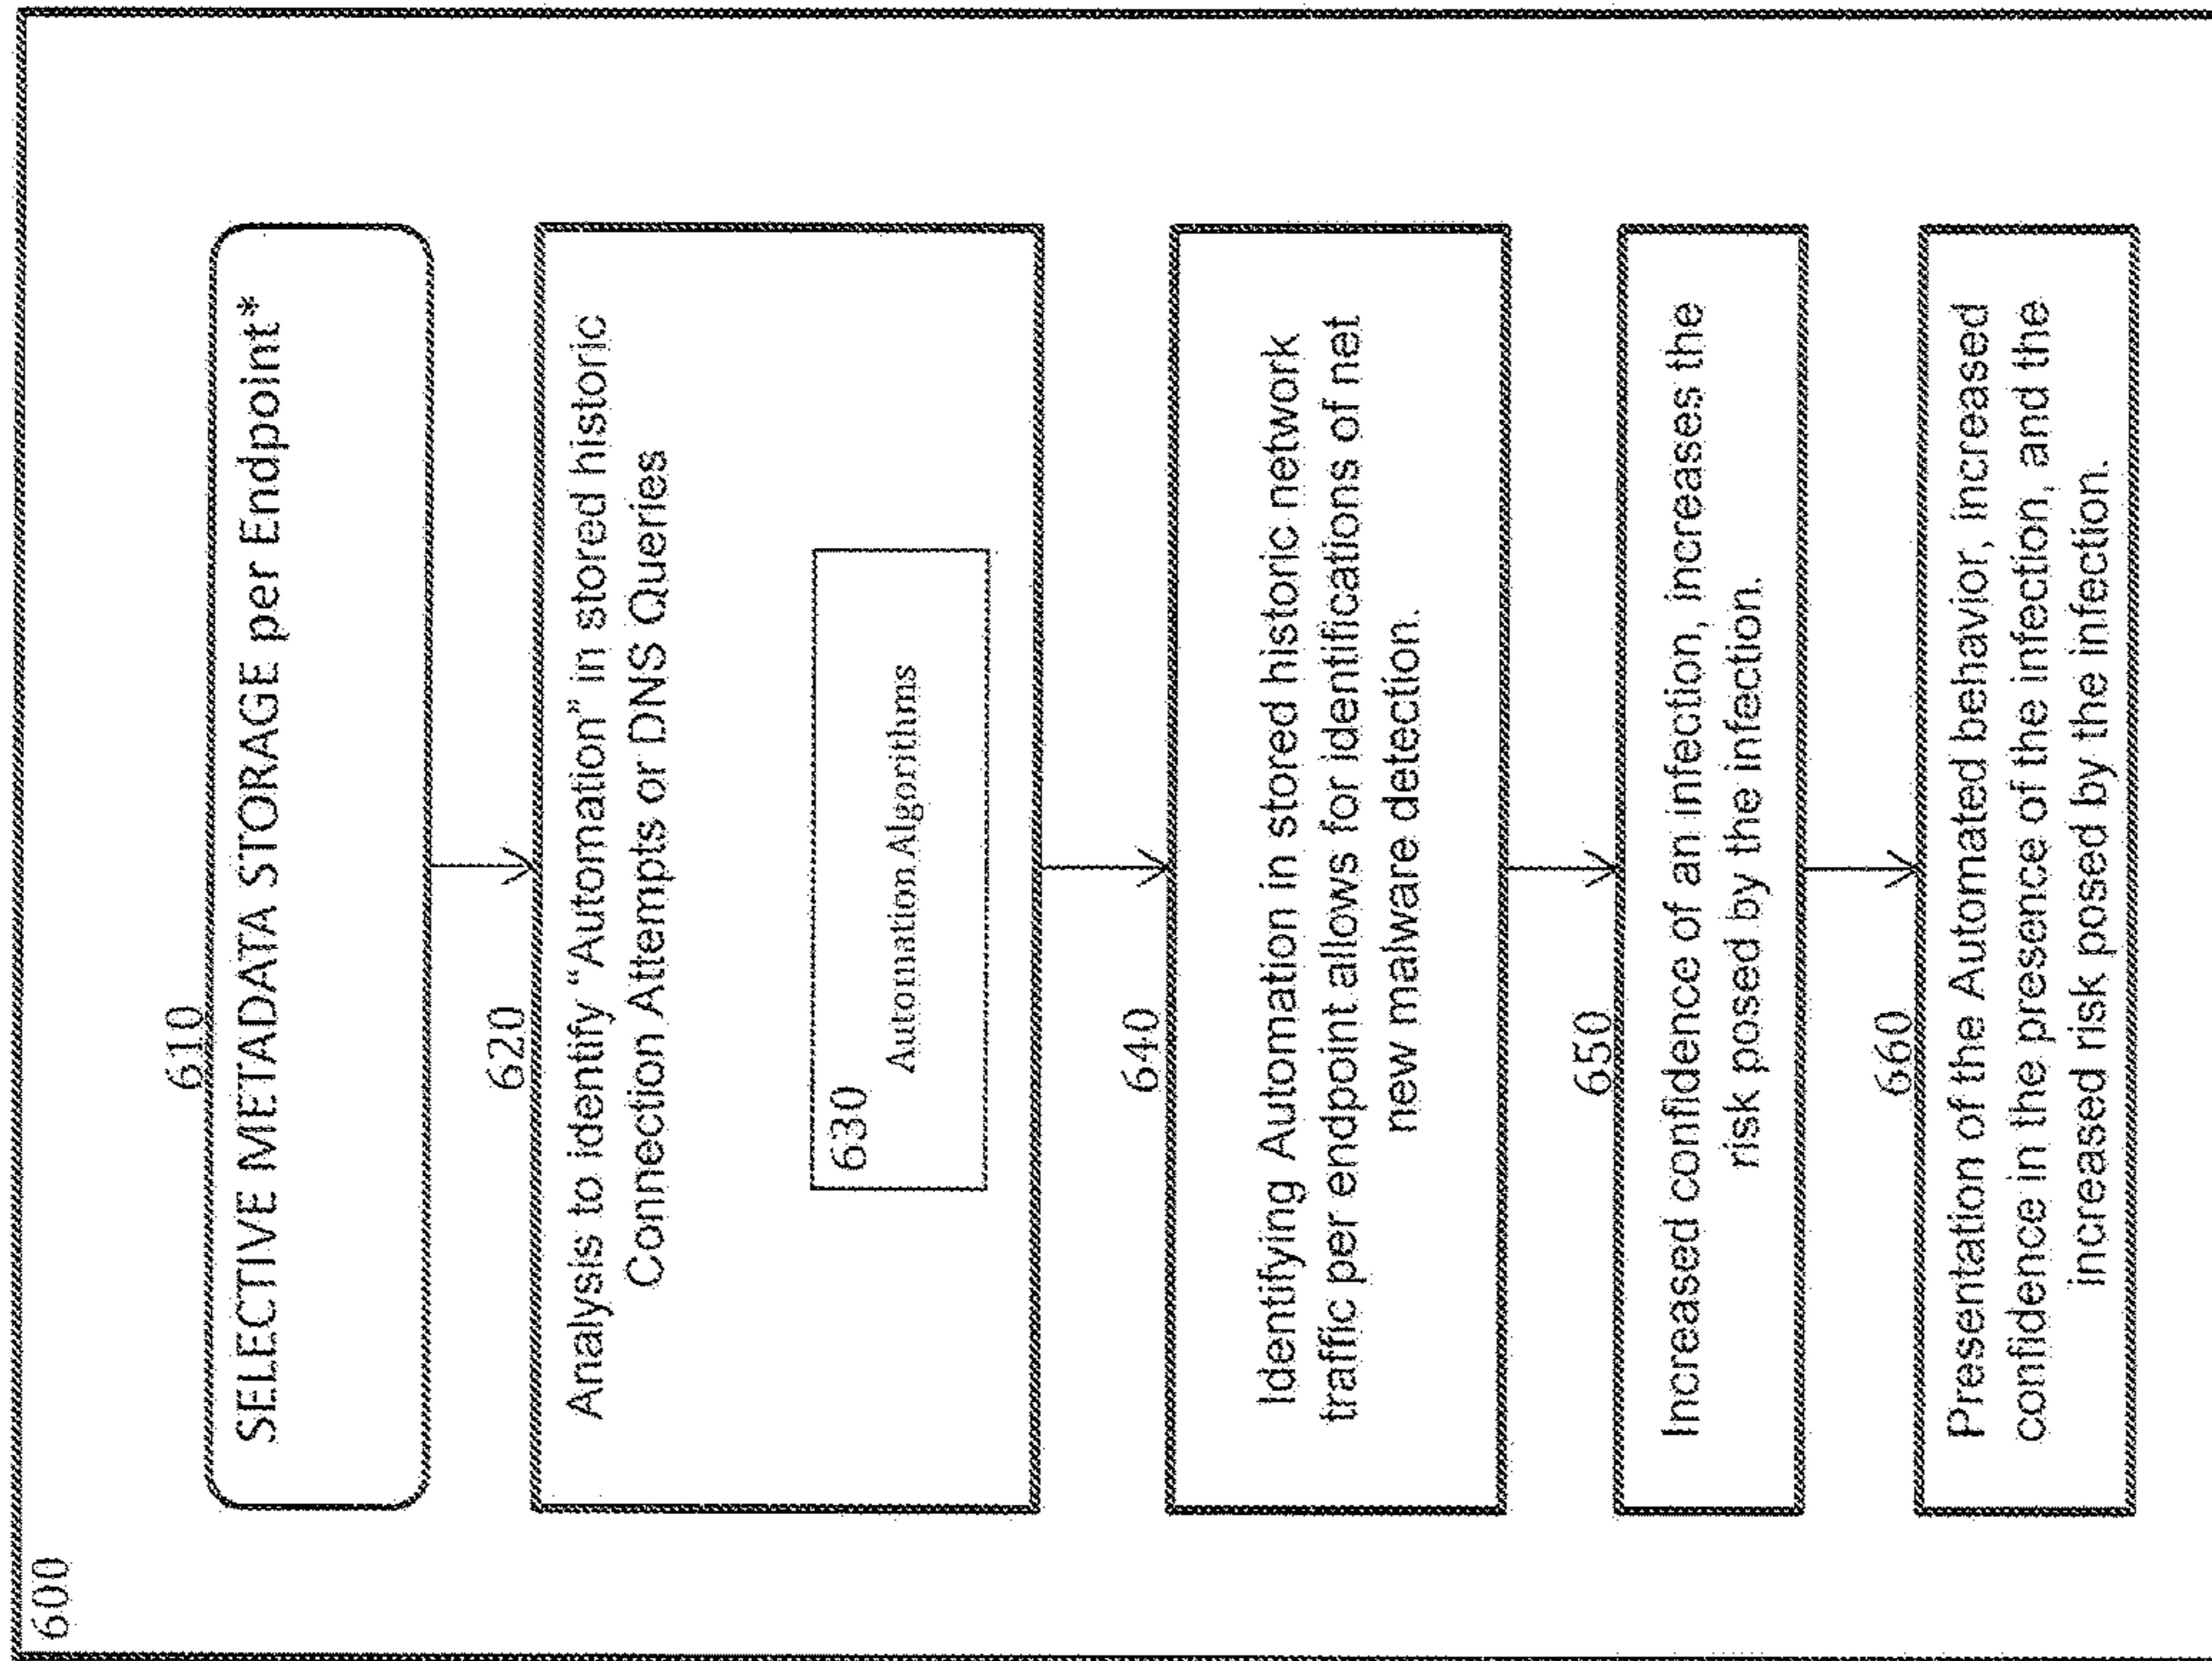 600
610
SELECTIVE METADATA STORAGE per Endpoint*
620
Analysis to identify “Automation” in stored historic
Connection Attempts or DNS Queries
630
Automation Algorithms
640
Identifying Automation in stored historic network
traffic per endpoint allows for identifications of net
new malware detection.
650
Increased confidence of an infection, increases the
risk posed by the infection.
660
Presentation of the Automated behavior, increased
confidence in the presence of the infection, and the
increased risk posed by the infection.